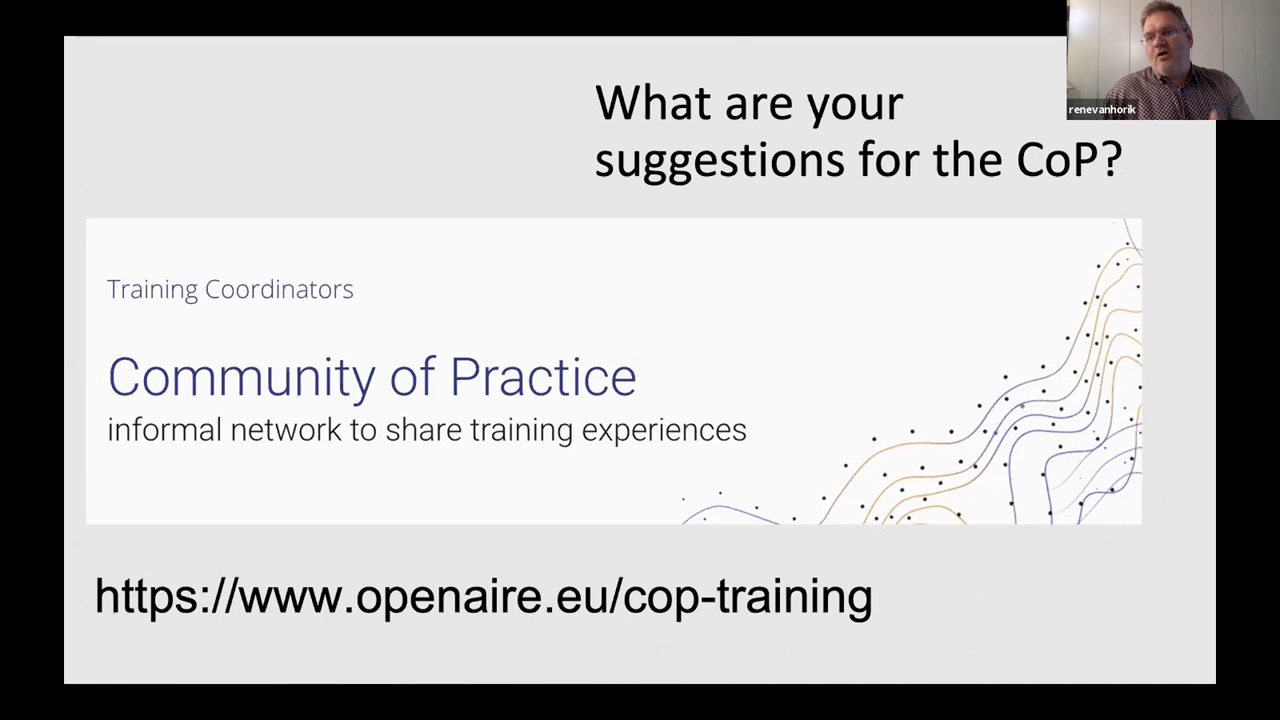 What are your
suggestions for the CoP?
renevanhorik
Training Coordinators
Community of Practice
informal network to share training experiences
https://www.openaire.eu/cop-training